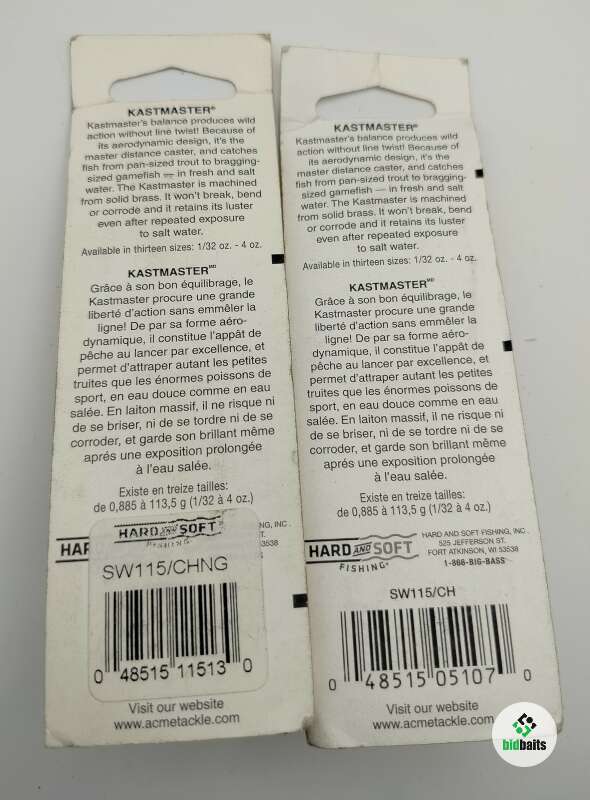 KASTMASTER®
Kastmaster's balance produces wild
action without line twist! Because of
its aerodynamic design, it's the
master distance caster, and catches
fish from pan-sized trout to bragging-
sized gamefish — in fresh and salt
water. The Kastmaster is machined
from solid brass. It won't break, bend
or corrode and it retains its luster
even after repeated exposure
to salt water.
Available in thirteen sizes: 1/32 oz. - 4 oz.
KASTMASTER MD
Grâce à son bon équilibrage, le
Kastmaster procure une grande
liberté d'action sans emmêler la
ligne! De par sa forme aéro-
dynamique, il constitue l'appât de
pêche au lancer par excellence, et
permet d'attraper autant les petites
truites que les énormes poissons de
sport, en eau douce comme en eau
salée. En laiton massif, il ne risque ni
de se briser, ni de se tordre ni de se
corroder, et garde son brillant même
aprés une exposition prolongée
à l'eau salée.
Existe en treize tailles:
de 0,885 à 113,5 g (1/32 à 4 oz.)
HARD AND SOFT
FISHING
HAR
NG, INC.
3538
SW115/CHNG
0 48515 11513 0
Visit our website
www.acmetackle.com
KASTMASTER®
Kastmaster's balance produces wild
action without line twist! Because of
its aerodynamic design, it's the
master distance caster, and catches
fish from pan-sized trout to bragging-
sized gamefish — in fresh and salt
water. The Kastmaster is machined
from solid brass. It won't break, bend
or corrode and it retains its luster
even after repeated exposure
to salt water.
Available in thirteen sizes: 1/32 oz. - 4 oz.
KASTMASTER MD
Grâce à son bon équilibrage, le
Kastmaster procure une grande
liberté d'action sans emmêler la
ligne! De par sa forme aéro-
dynamique, il constitue l'appât de
pêche au lancer par excellence, et
permet d'attraper autant les petites
truites que les énormes poissons de
sport, en eau douce comme en eau
salée. En laiton massif, il ne risque ni
de se briser, ni de se tordre ni de se
corroder, et garde son brillant même
aprés une exposition prolongée
à l'eau salée.
Existe en treize tailles:
de 0,885 à 113,5 g (1/32 à 4 oz.)
HARD AND SOFT
FISHING®
HARD AND SOFT FISHING, INC.
525 JEFFERSON ST.
FORT ATKINSON, WI 53538
1-866-BIG-BASS
SW115/CH
0 48515 05107 0
Visit our website
www.acmetackle.com
bidbaits